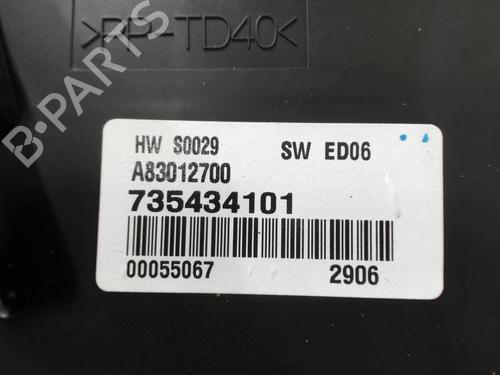 >PP-TD40<
HW S0029 SW ED06
A83012700
735434101
00055067 2906
B-PARTS